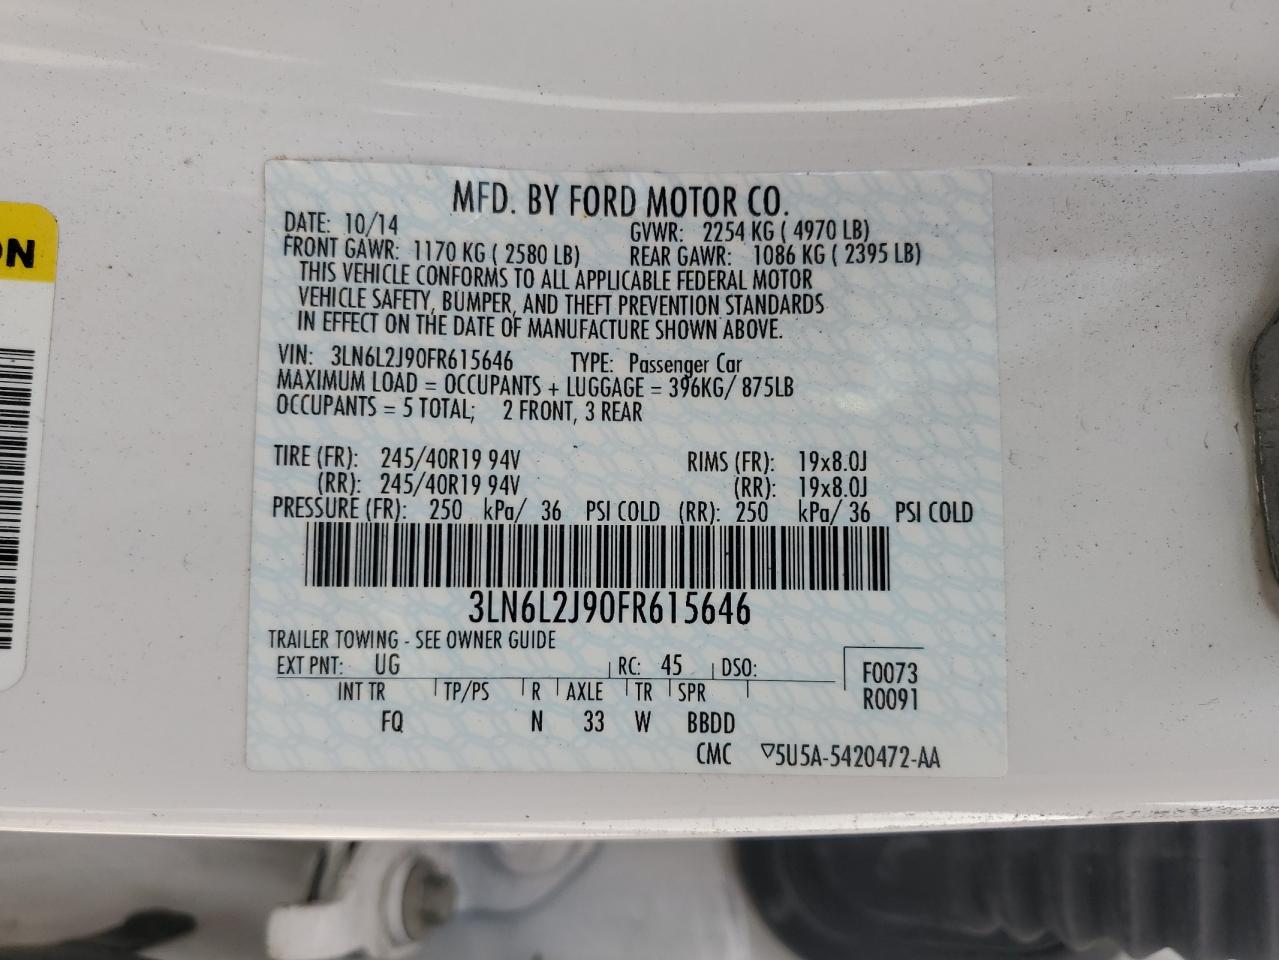 MFD. BY FORD MOTOR CO.
DATE: 10/14 GVWR: 2254 KG ( 4970 LB)
FRONT GAWR: 1170 KG ( 2580 LB) REAR GAWR: 1086 KG ( 2395 LB)
THIS VEHICLE CONFORMS TO ALL APPLICABLE FEDERAL MOTOR
VEHICLE SAFETY, BUMPER, AND THEFT PREVENTION STANDARDS
IN EFFECT ON THE DATE OF MANUFACTURE SHOWN ABOVE.
VIN: 3LN6L2J90FR615646 TYPE: Passenger Car
MAXIMUM LOAD = OCCUPANTS + LUGGAGE = 396KG/ 875LB
OCCUPANTS = 5 TOTAL; 2 FRONT, 3 REAR
TIRE (FR): 245/40R19 94V RIMS (FR): 19x8.0J
(RR): 245/40R19 94V (RR): 19x8.0J
PRESSURE (FR): 250 kPa/ 36 PSI COLD (RR): 250 kPa/ 36 PSI COLD
3LN6L2J90FR615646
TRAILER TOWING - SEE OWNER GUIDE
EXT PNT: UG RC: 45 DSO: F0073
INT TR TP/PS R AXLE TR SPR R0091
FQ N 33 W BBDD
CMC ▽5U5A-5420472-AA